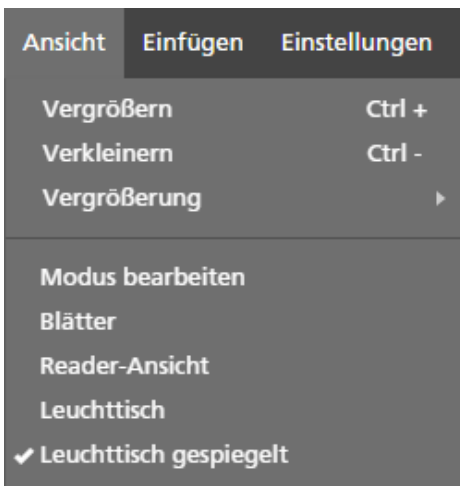 Ansicht Einfügen Einstellungen
Vergrößern Ctrl +
Verkleinern Ctrl -
Vergrößerung
Modus bearbeiten
Blätter
Reader-Ansicht
Leuchttisch
Leuchttisch gespiegelt